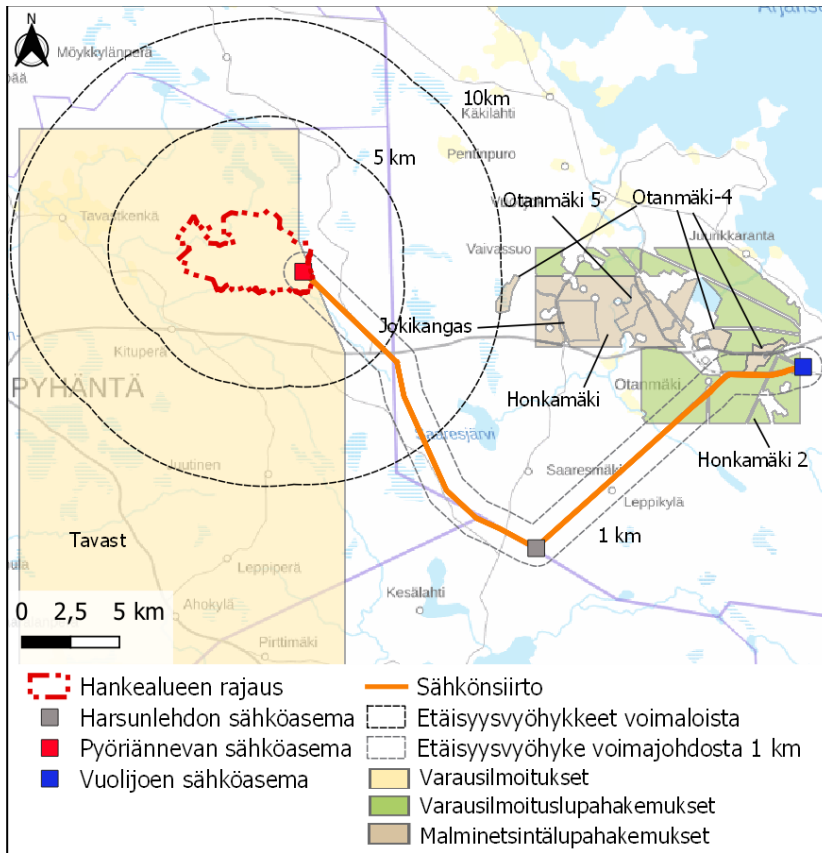 N
Möykkylänperä
10km
Käkilahti
5 km
Pentinpuro
Otanmäki 5
Otanmäki-4
Tavastkenkä
Vaivassuo
Juurikkaranta
Jokikangas
Kituperä
PYHÄNTÄ
Otanmäki
Honkamäki
Saaresjärvi
Honkamäki 2
Juutinen
Saaresmäki
Leppikylä
1 km
Tavast
Leppiperä
Kesälahti
0 2,5 5 km
Ahokylä
Pirttimäki
Hankealueen rajaus
Harsunlehdon sähköasema
Pyöriännevan sähköasema
Vuolijoen sähköasema
Sähkönsiirto
Etäisyysvyöhykkeet voimaloista
Etäisyysvyöhyke voimajohdosta 1 km
Varausilmoitukset
Varausilmoituslupahakemukset
Malminetsintälupahakemukset